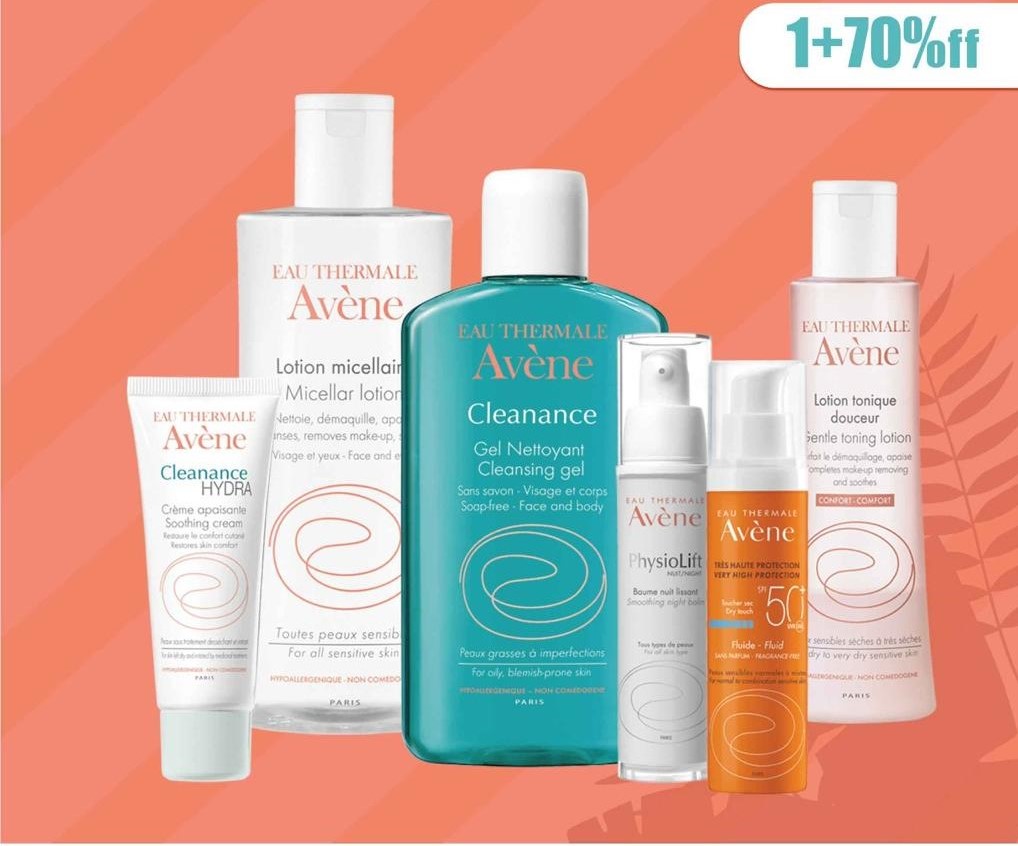 1+70%off
EAU THERMALE
Avène
Cleanance
HYDRA
Crème apaisante
Soothing cream
Restaure le confort cutané
Restores skin comfort
PARIS
EAU THERMALE
Avène
Lotion micellair
Micellar lotion
Nettoie, démaquille, apa
removes make-up,
Visage et yeux - Face and e
Toutes peaux sensib
For all sensitive skin
HYPOALLERGENIQUE - NON COMEDO
PARIS
EAU THERMALE
Avène
Cleanance
Gel Nettoyant
Cleansing gel
Sans savon - Visage et corps
Soap-free - Face and body
Peaux grasses à imperfections
For oily, blemish-prone skin
HYPOALLERGENIQUE - NON COMEDOGENE
PARIS
EAU THERMALE
Avène
PhysioLift
NUIT/NIGHT
Baume nuit lissant
Smoothing night balm
Tous types de peaux
For all skin types
PARIS
EAU THERMALE
Avène
TRÈS HAUTE PROTECTION
VERY HIGH PROTECTION
SPF
50+
Toucher sec
Dry touch
Fluide - Fluid
SANS PARFUM - FRAGRANCE FREE
EAU THERMALE
Avène
Lotion tonique
douceur
Gentle toning lotion
le démaquillage, apaise
completes make-up removing
and soothes
CONFORT - COMFORT
sensibles sèches à très sèches
dry to very dry sensitive skin
ALLERGENIQUE - NON COMEDOGENE
PARIS